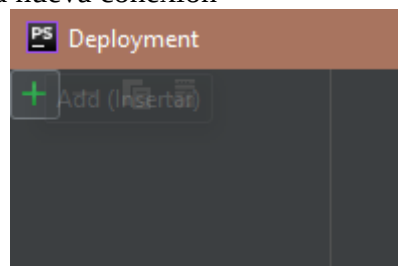 nueva conexión
PS Deployment
+ Add (Insertar)